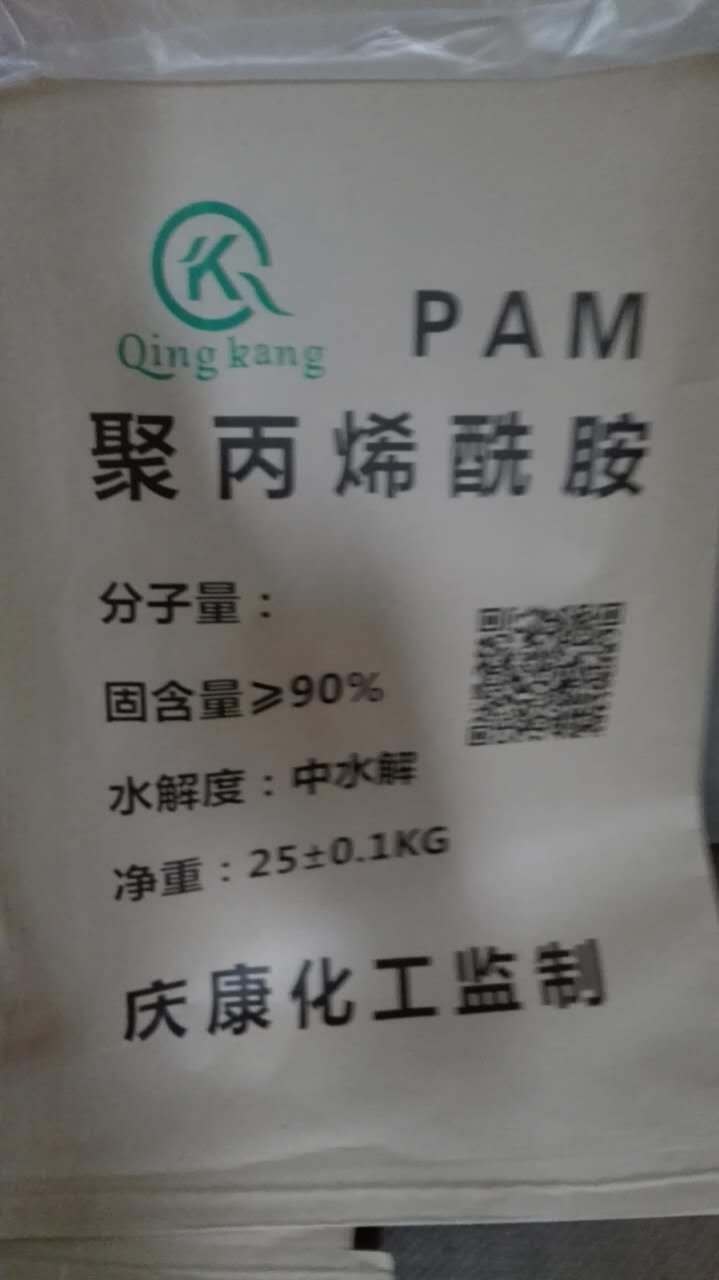 Qing kang
PAM
聚丙烯酰胺
分子量：
固含量≥90%
水解度：中水解
净重：25±0.1KG
庆康化工监制